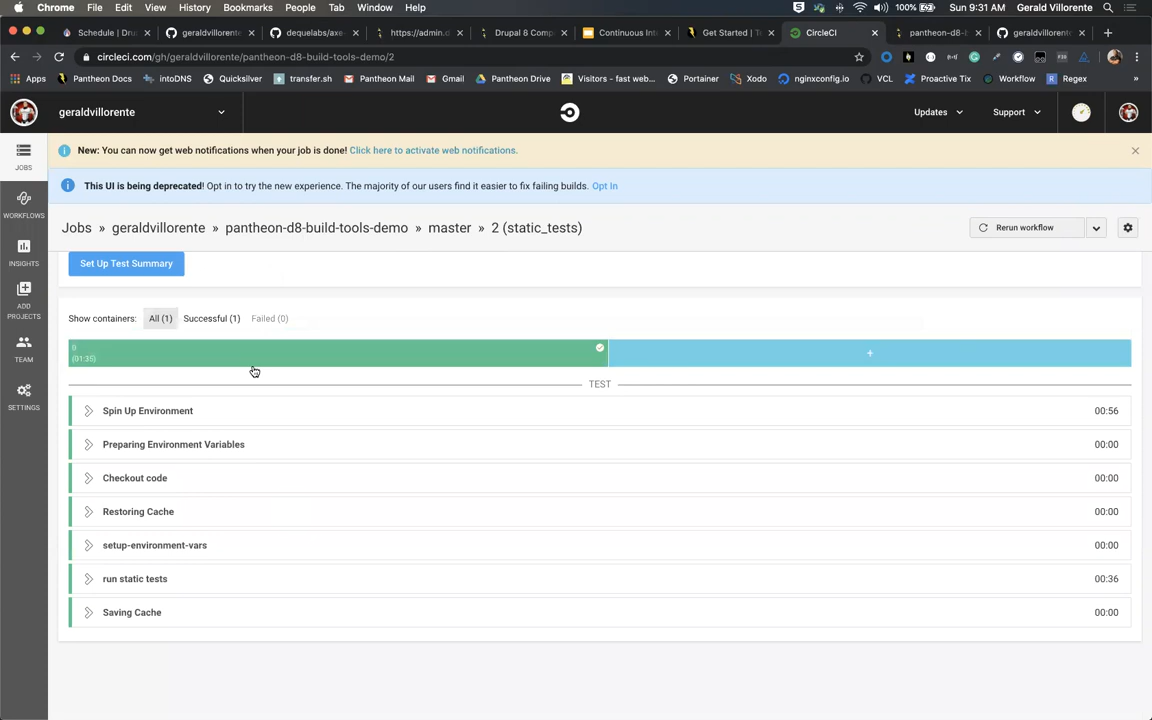 Chrome File Edit View History Bookmarks People Tab Window Help 100% Sun 9:31 AM Gerald Villorente
Schedule | Dru geraldvillorente dequelabs/axe- https://admin.d Drupal 8 Comp Continuous Int Get Started | T CircleCI pantheon-d8-b geraldvillorente
circleci.com/gh/geraldvillorente/pantheon-d8-build-tools-demo/2
Apps Pantheon Docs intoDNS Quicksilver transfer.sh Pantheon Mail Gmail Pantheon Drive Visitors - fast web... Portainer Xodo nginxconfig.io VCL Proactive Tix Workflow Regex »
geraldvillorente Updates Support
New: You can now get web notifications when your job is done! Click here to activate web notifications.
This UI is being deprecated! Opt in to try the new experience. The majority of our users find it easier to fix failing builds. Opt In
Jobs » geraldvillorente » pantheon-d8-build-tools-demo » master » 2 (static_tests) Rerun workflow
JOBS
WORKFLOWS
INSIGHTS
ADD
PROJECTS
TEAM
SETTINGS
Set Up Test Summary
Show containers: All (1) Successful (1) Failed (0)
0
(01:35) +
TEST
Spin Up Environment 00:56
Preparing Environment Variables 00:00
Checkout code 00:00
Restoring Cache 00:00
setup-environment-vars 00:00
run static tests 00:36
Saving Cache 00:00